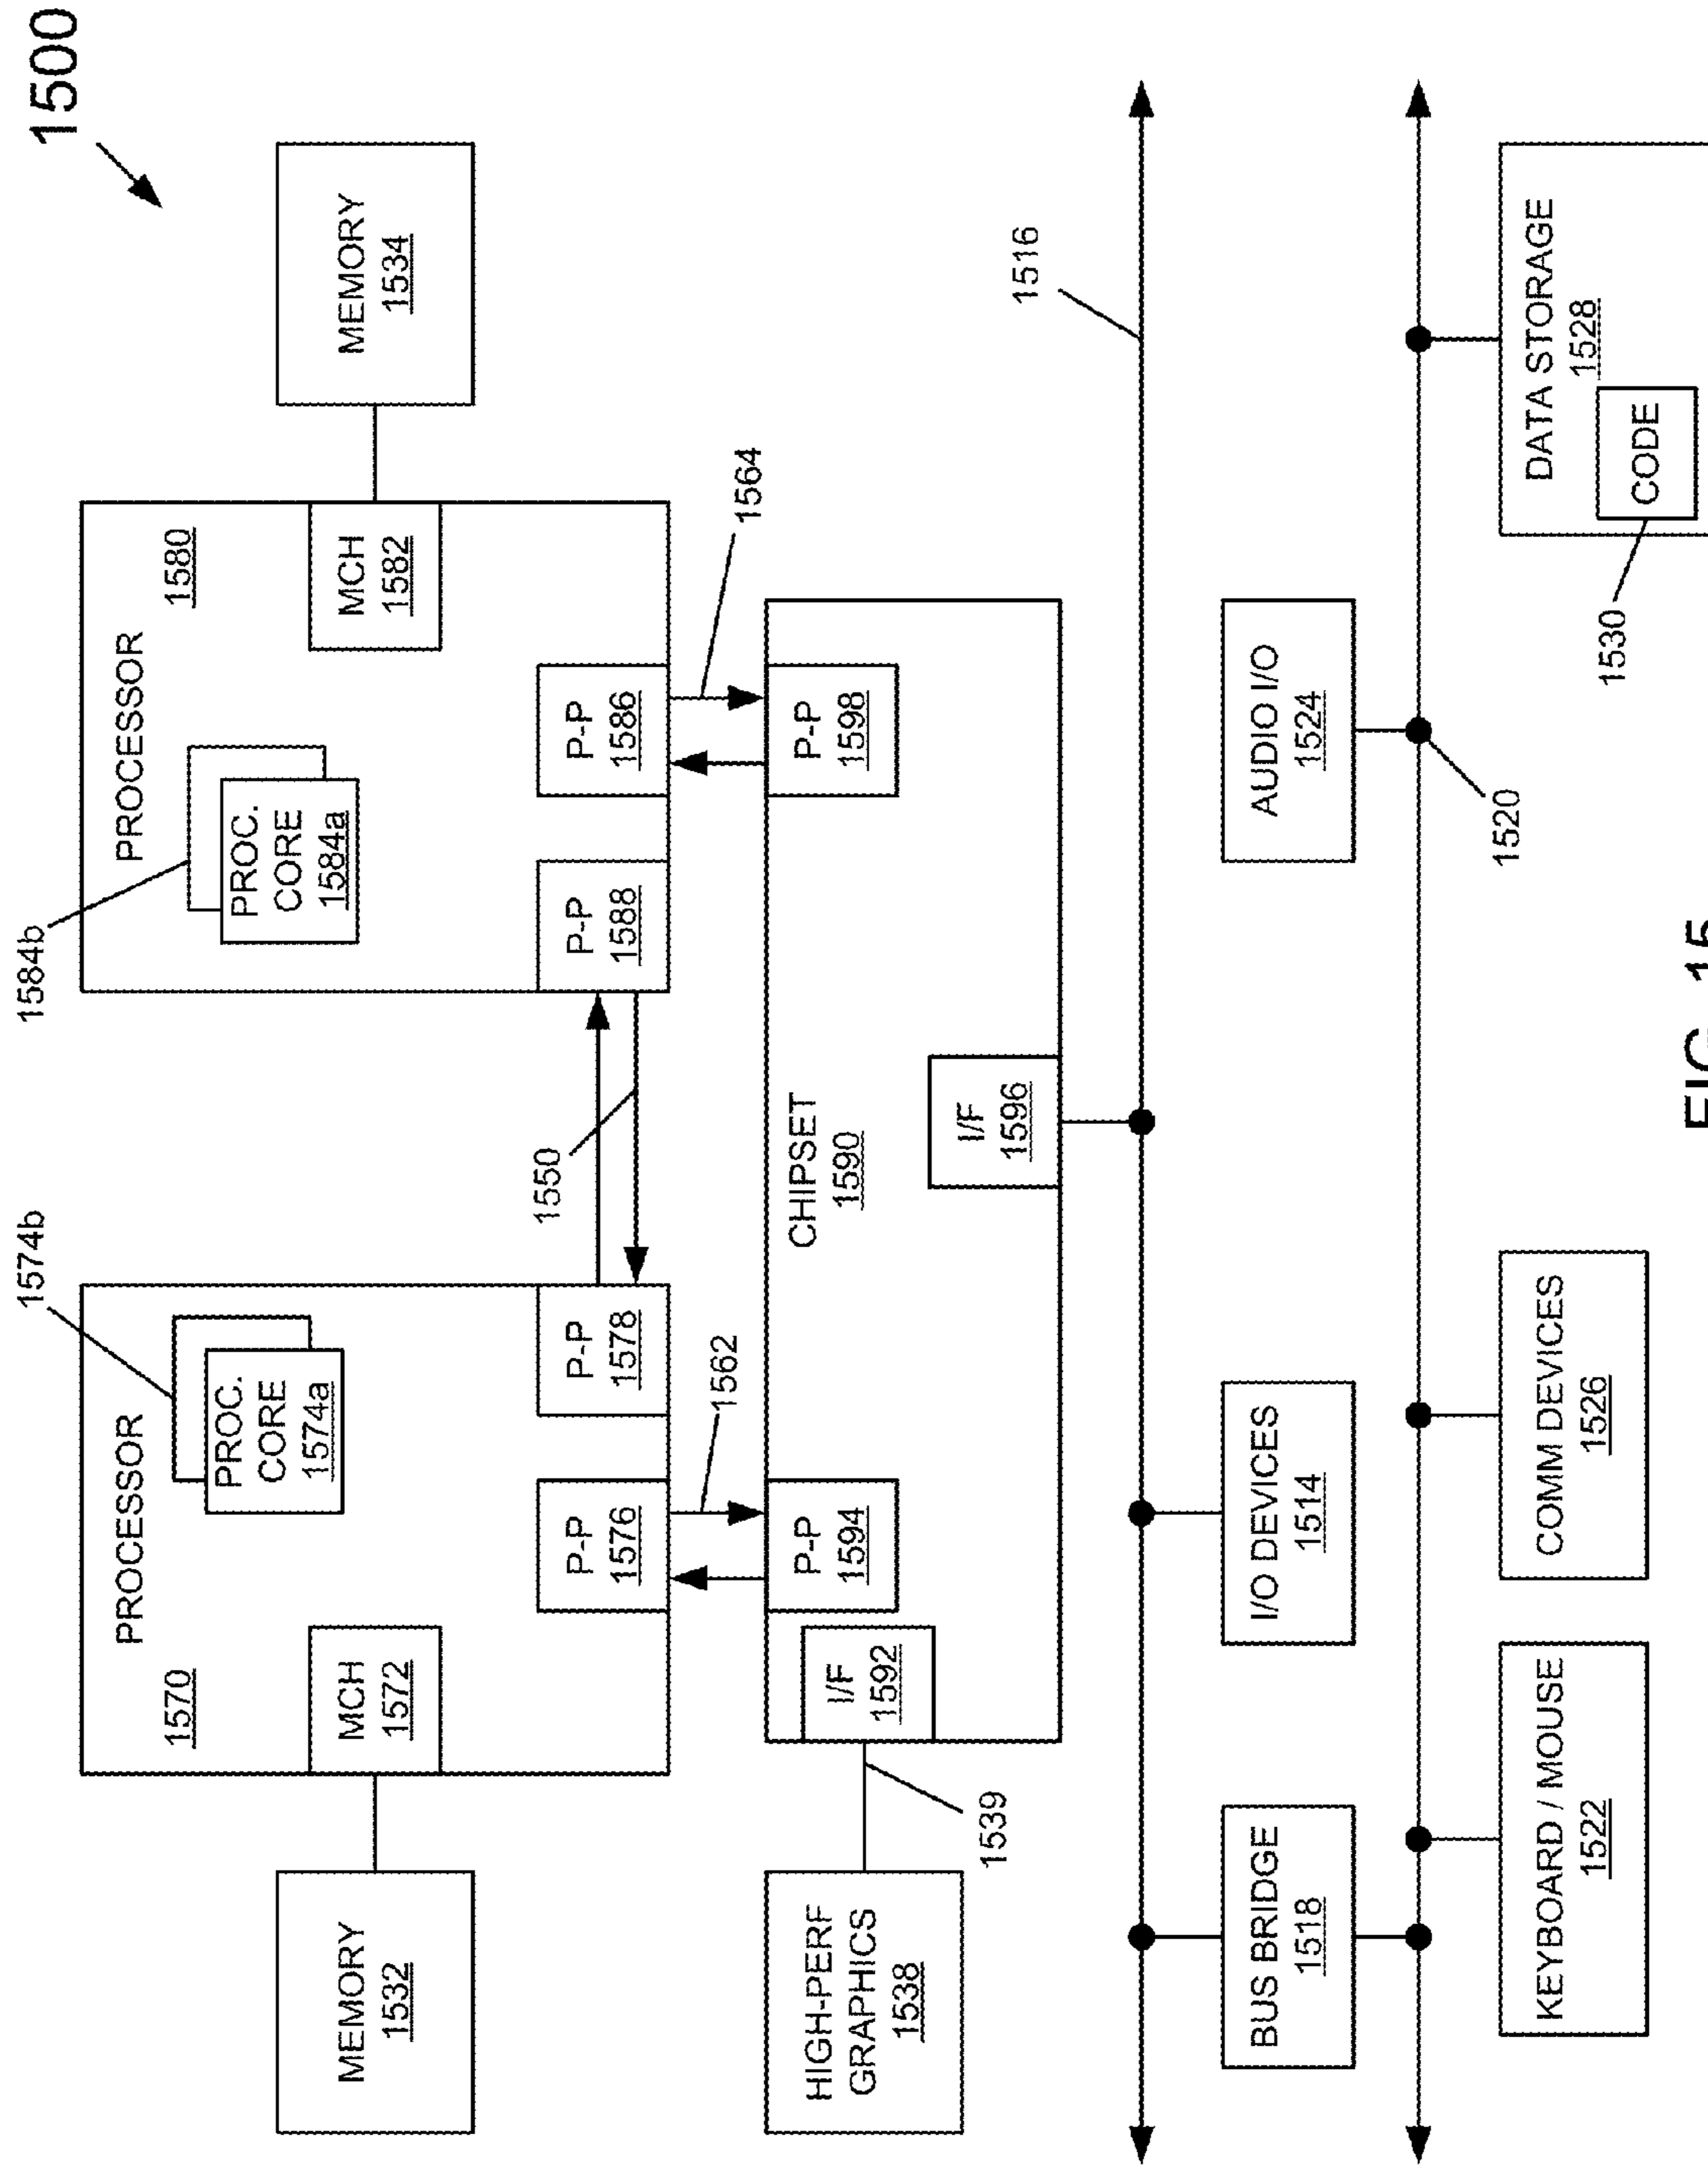 1500
1574b
1584b
PROCESSOR
1570
PROC.
CORE
1574a
PROCESSOR
1580
PROC.
CORE
1584a
MEMORY
1532
MCH
1572
MCH
1582
MEMORY
1534
1550
P-P
1576
P-P
1578
P-P
1588
P-P
1586
1562
1564
HIGH-PERF
GRAPHICS
1538
1539
I/F
1592
P-P
1594
CHIPSET
1590
P-P
1598
I/F
1596
1516
BUS BRIDGE
1518
I/O DEVICES
1514
AUDIO I/O
1524
1520
KEYBOARD / MOUSE
1522
COMM DEVICES
1526
DATA STORAGE
1528
1530
CODE
FIG. 15